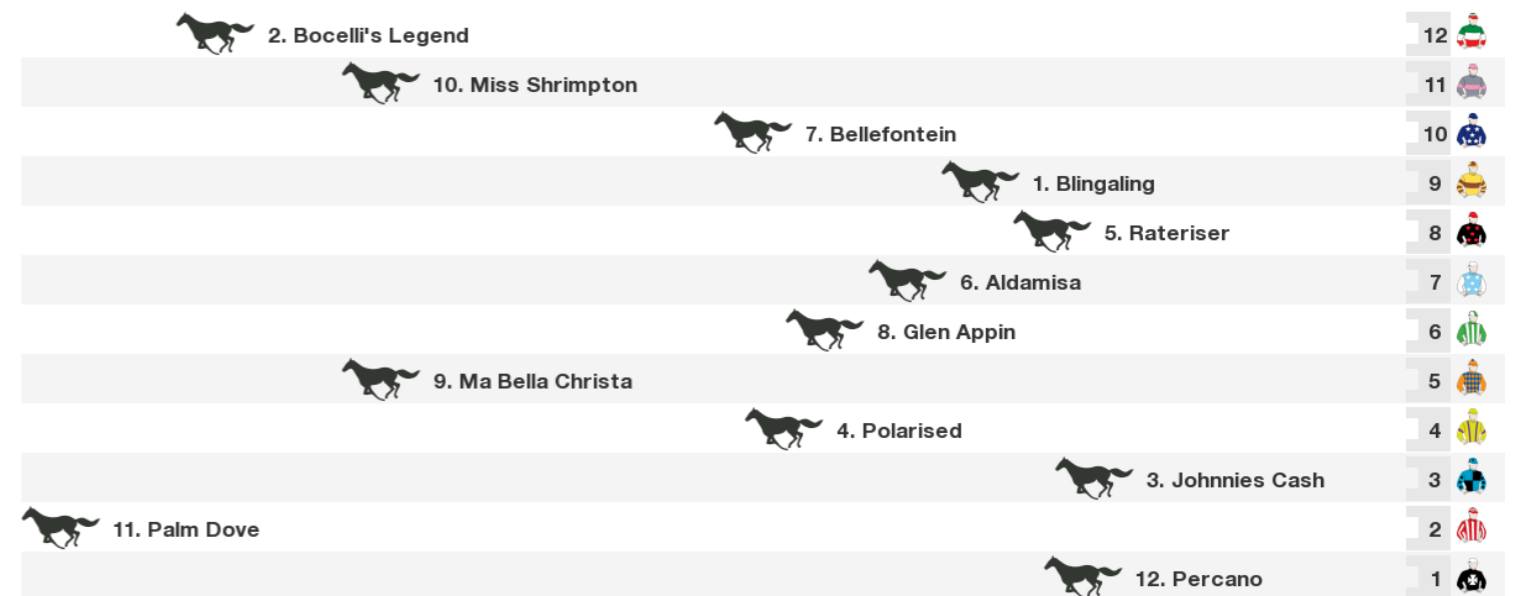 2. Bocelli's Legend 12
10. Miss Shrimpton 11
7. Bellefontein 10
1. Blingaling 9
5. Rateriser 8
6. Aldamisa 7
8. Glen Appin 6
9. Ma Bella Christa 5
4. Polarised 4
3. Johnnies Cash 3
11. Palm Dove 2
12. Percano 1